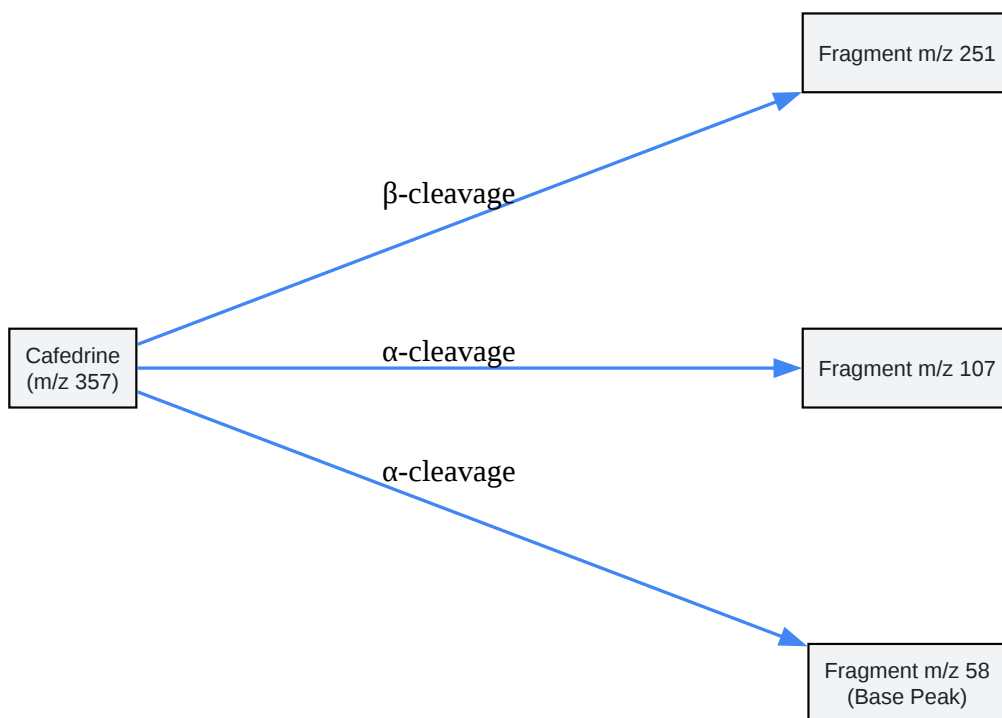 Fragment m/z 251
β-cleavage
Cafedrine
(m/z 357)
α-cleavage
Fragment m/z 107
α-cleavage
Fragment m/z 58
(Base Peak)